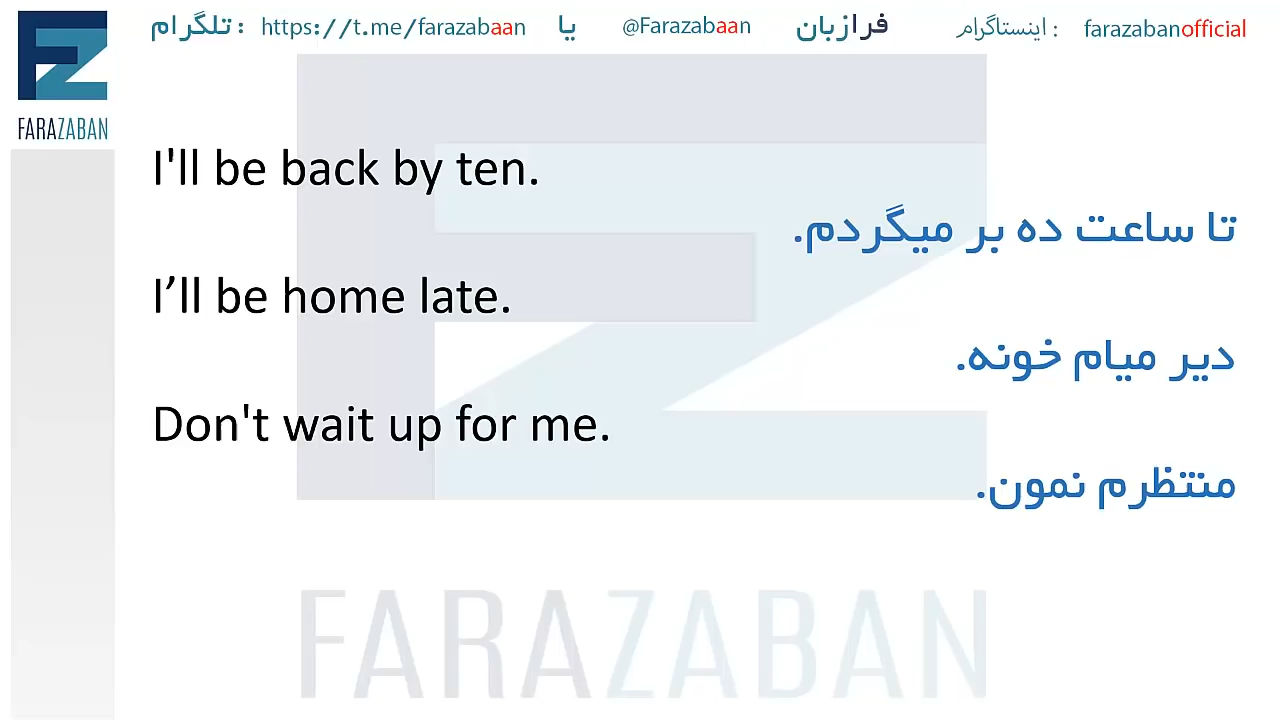 تلگرام : https://t.me/farazabaan یا @Farazabaan فرازبان اینستاگرام : farazabanofficial
FZ
FARAZABAN
I'll be back by ten.
تا ساعت ده بر میگردم.
I’ll be home late.
دیر میام خونه.
Don't wait up for me.
منتظرم نمون.
FARAZABAN